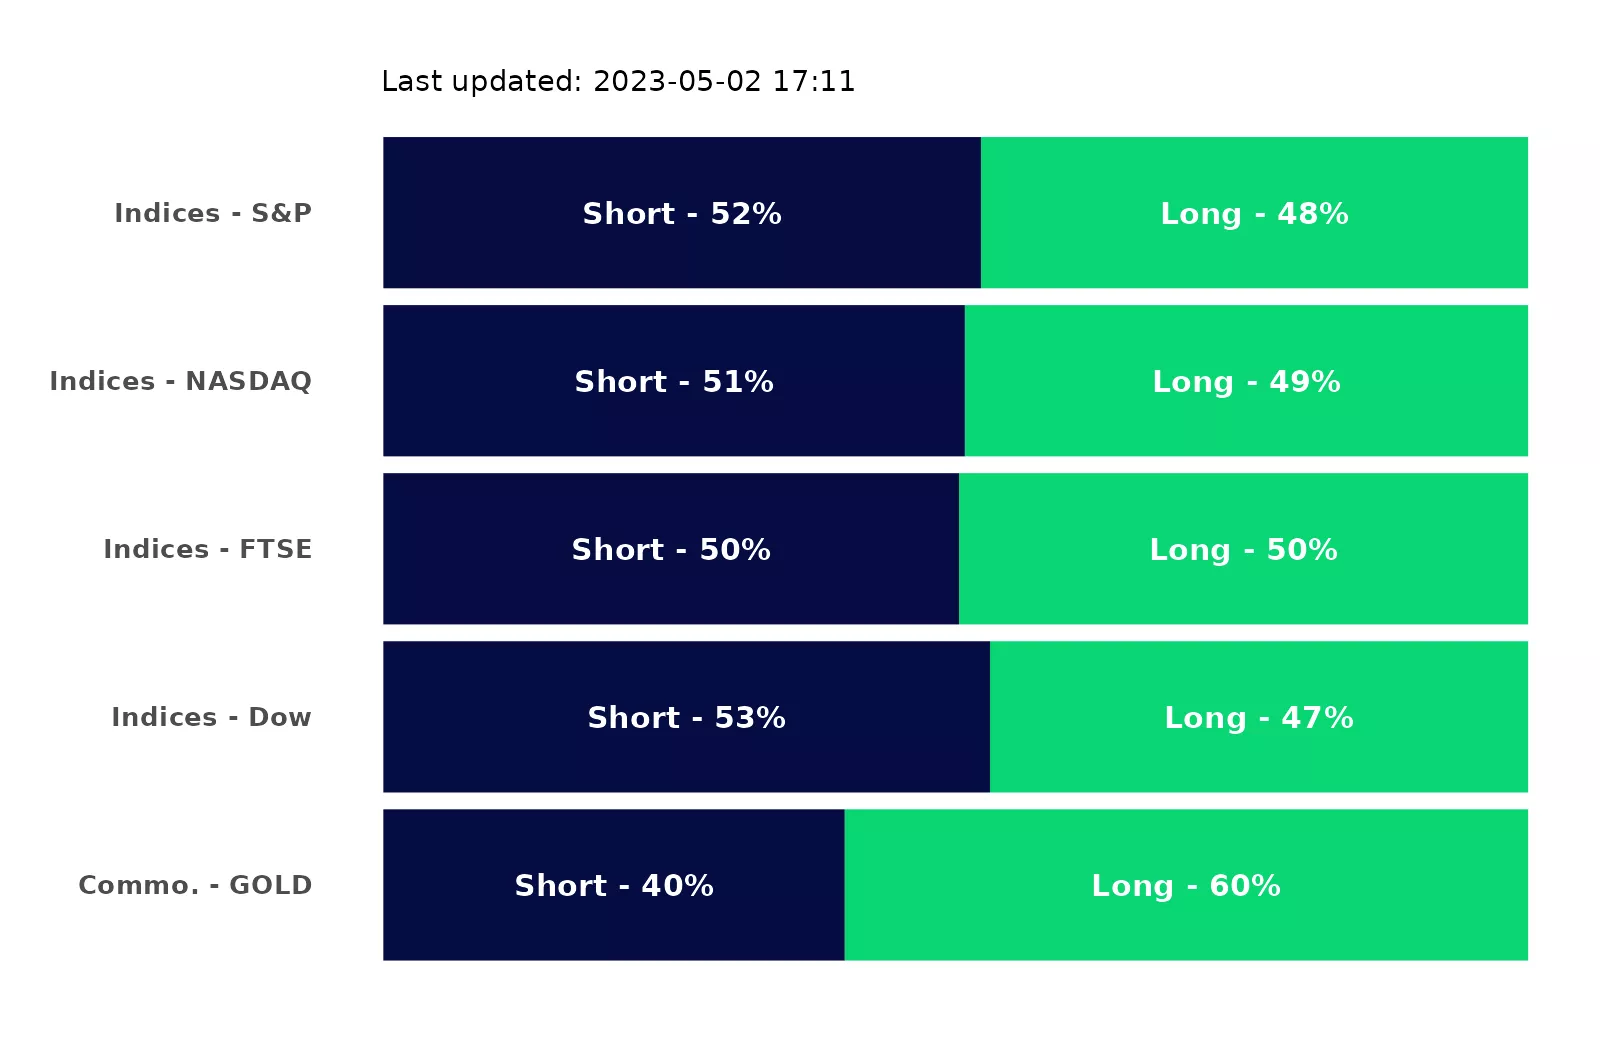 Last updated: 2023-05-02 17:11
Indices - S&P Short - 52% Long - 48%
Indices - NASDAQ Short - 51% Long - 49%
Indices - FTSE Short - 50% Long - 50%
Indices - Dow Short - 53% Long - 47%
Commo. - GOLD Short - 40% Long - 60%